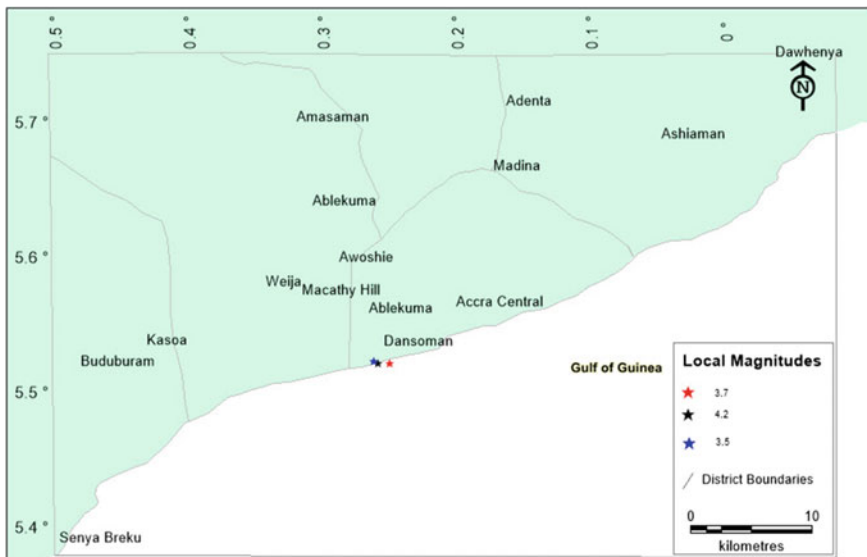 0.5° 0.4° 0.3° 0.2° 0.1° 0°
Dawhenya
N
Adenta
5.7°
Amasaman
Ashiaman
Madina
Ablekuma
5.6°
Awoshie
Weija
Macathy Hill
Accra Central
Ablekuma
Dansoman
Kasoa
Buduburam
Gulf of Guinea
5.5°
Local Magnitudes
3.7
4.2
3.5
District Boundaries
0 10
kilometres
5.4°
Senya Breku